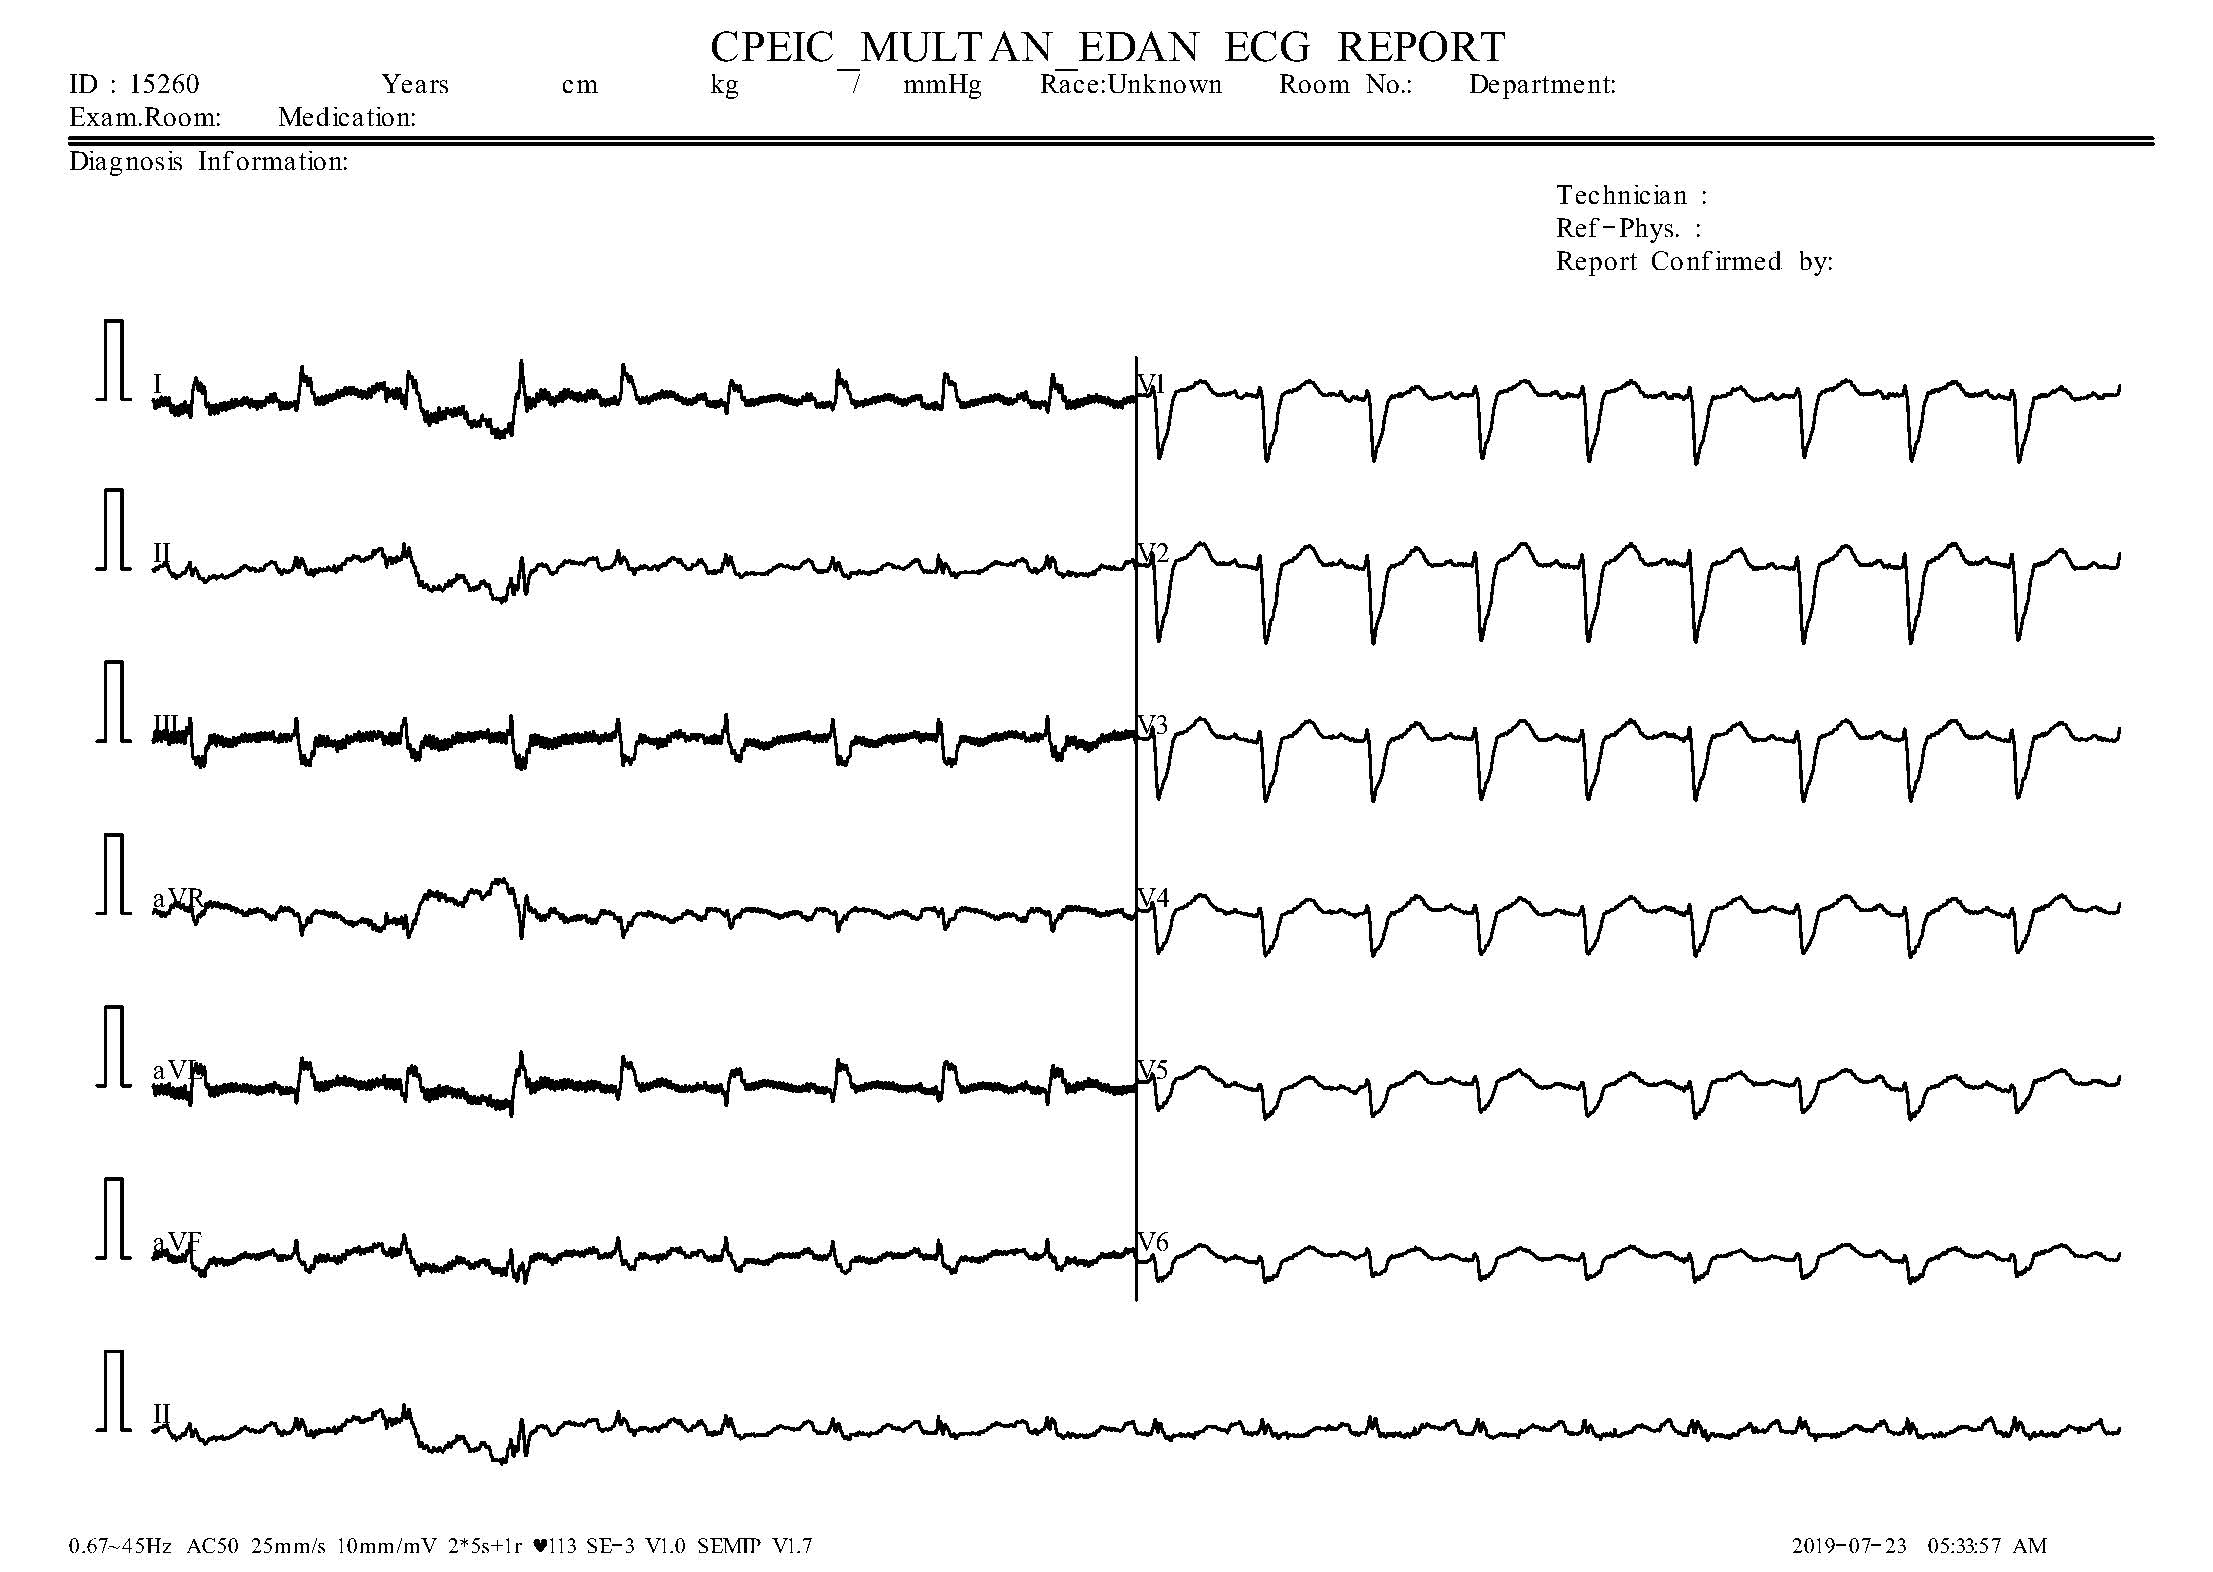 CPEIC_MULTAN_EDAN ECG REPORT
ID : 15260 Years cm kg / mmHg Race:Unknown Room No.: Department:
Exam.Room: Medication:
Diagnosis Information:
Technician :
Ref-Phys. :
Report Confirmed by:
I V1
II V2
III V3
aVR V4
aVL V5
aVF V6
II
0.67~45Hz AC50 25mm/s 10mm/mV 2*5s+1r ♥113 SE-3 V1.0 SEMIP V1.7 2019-07-23 05:33:57 AM